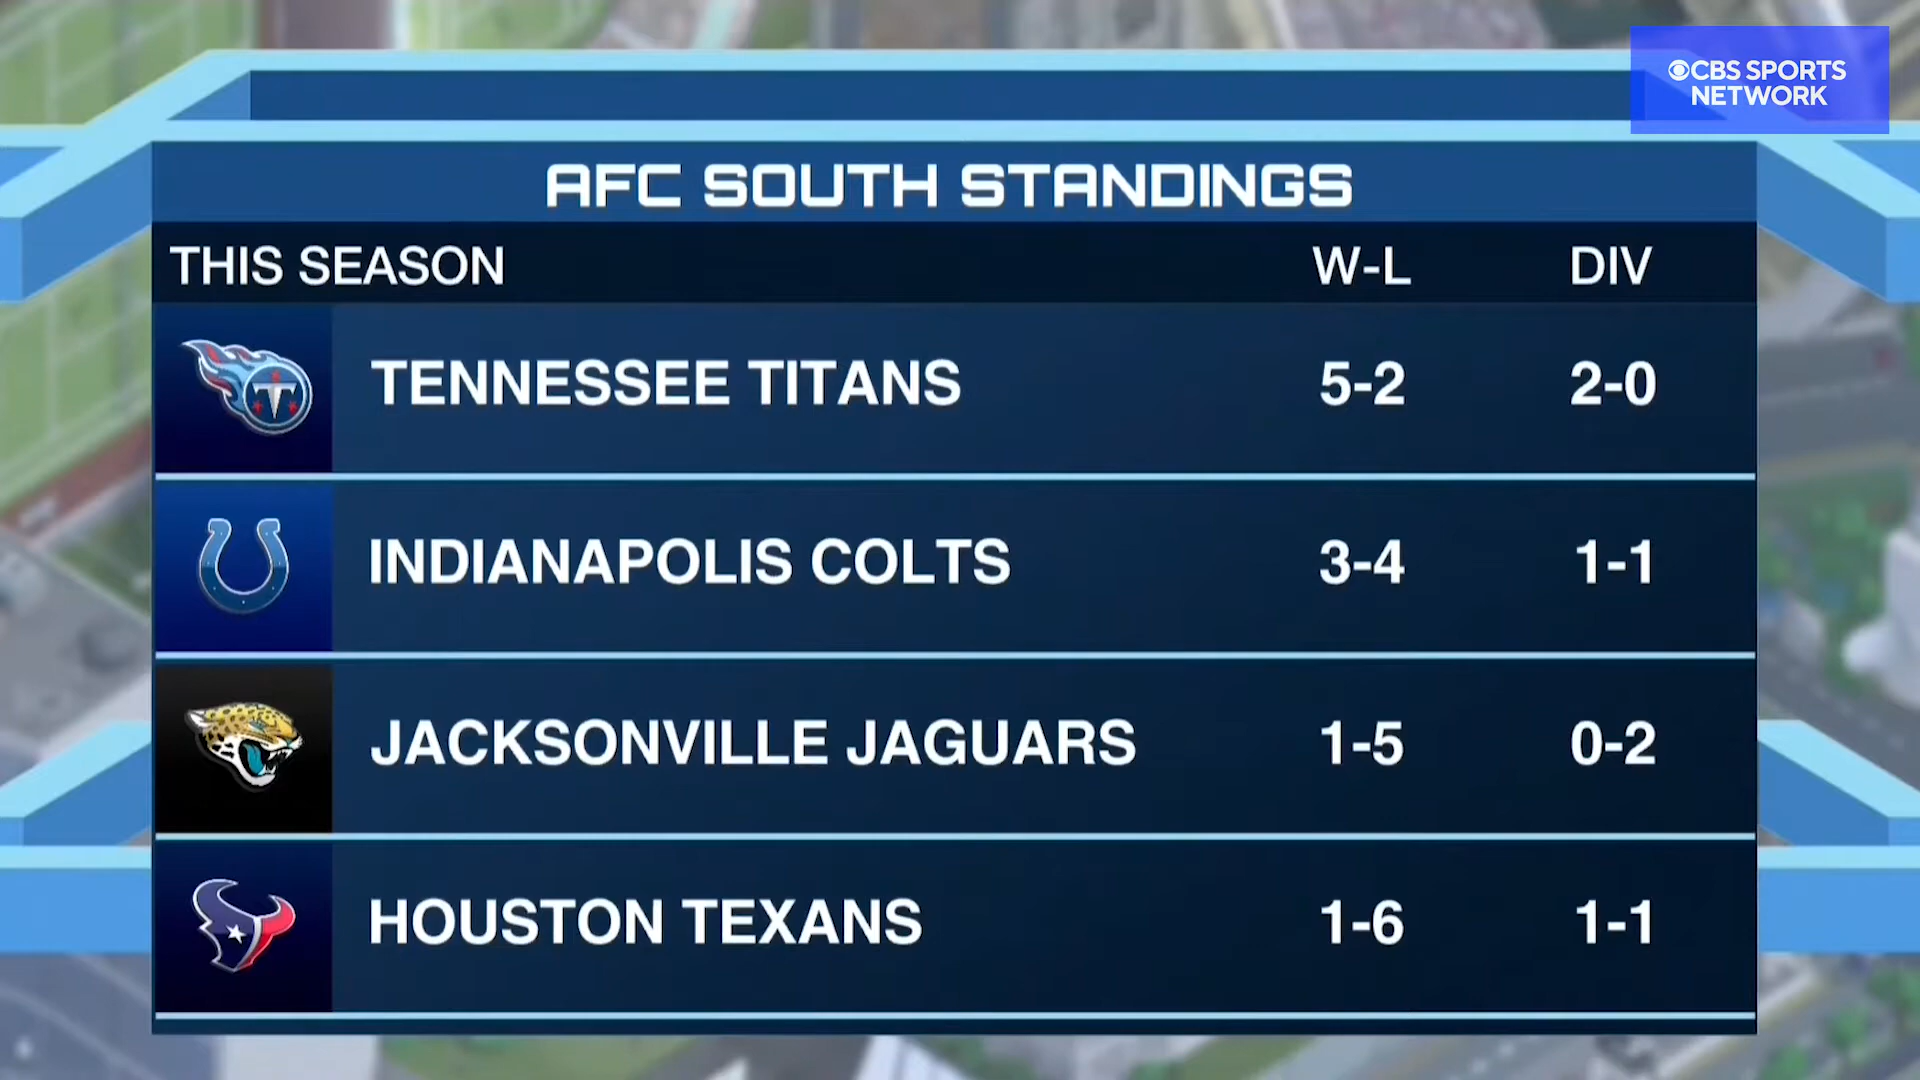 CBS SPORTS
NETWORK
AFC SOUTH STANDINGS
THIS SEASON W-L DIV
TENNESSEE TITANS 5-2 2-0
INDIANAPOLIS COLTS 3-4 1-1
JACKSONVILLE JAGUARS 1-5 0-2
HOUSTON TEXANS 1-6 1-1